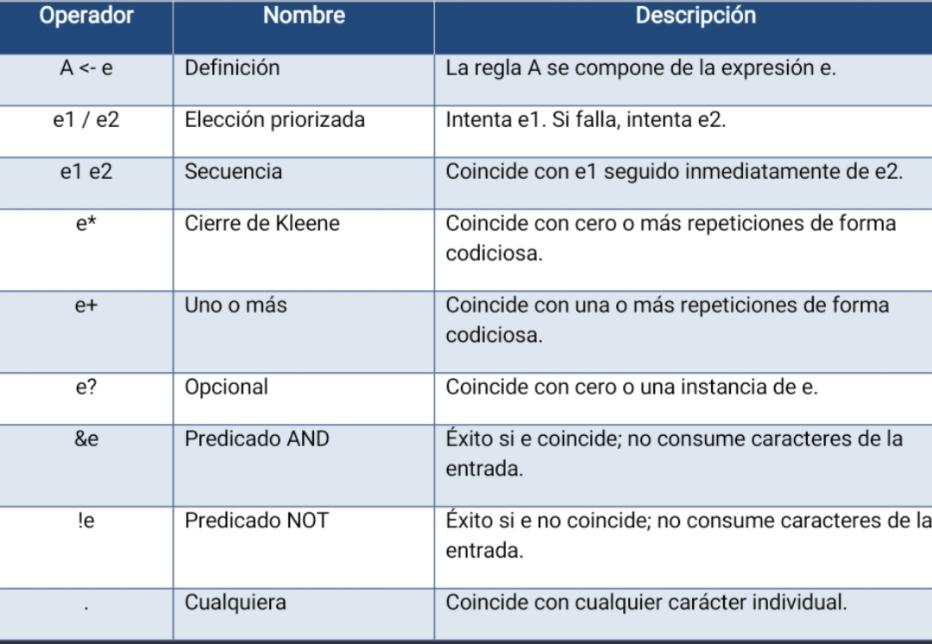 Operador Nombre Descripción
A <- e Definición La regla A se compone de la expresión e.
e1 / e2 Elección priorizada Intenta e1. Si falla, intenta e2.
e1 e2 Secuencia Coincide con e1 seguido inmediatamente de e2.
e* Cierre de Kleene Coincide con cero o más repeticiones de forma
codiciosa.
e+ Uno o más Coincide con una o más repeticiones de forma
codiciosa.
e? Opcional Coincide con cero o una instancia de e.
&e Predicado AND Éxito si e coincide; no consume caracteres de la
entrada.
!e Predicado NOT Éxito si e no coincide; no consume caracteres de la
entrada.
. Cualquiera Coincide con cualquier carácter individual.